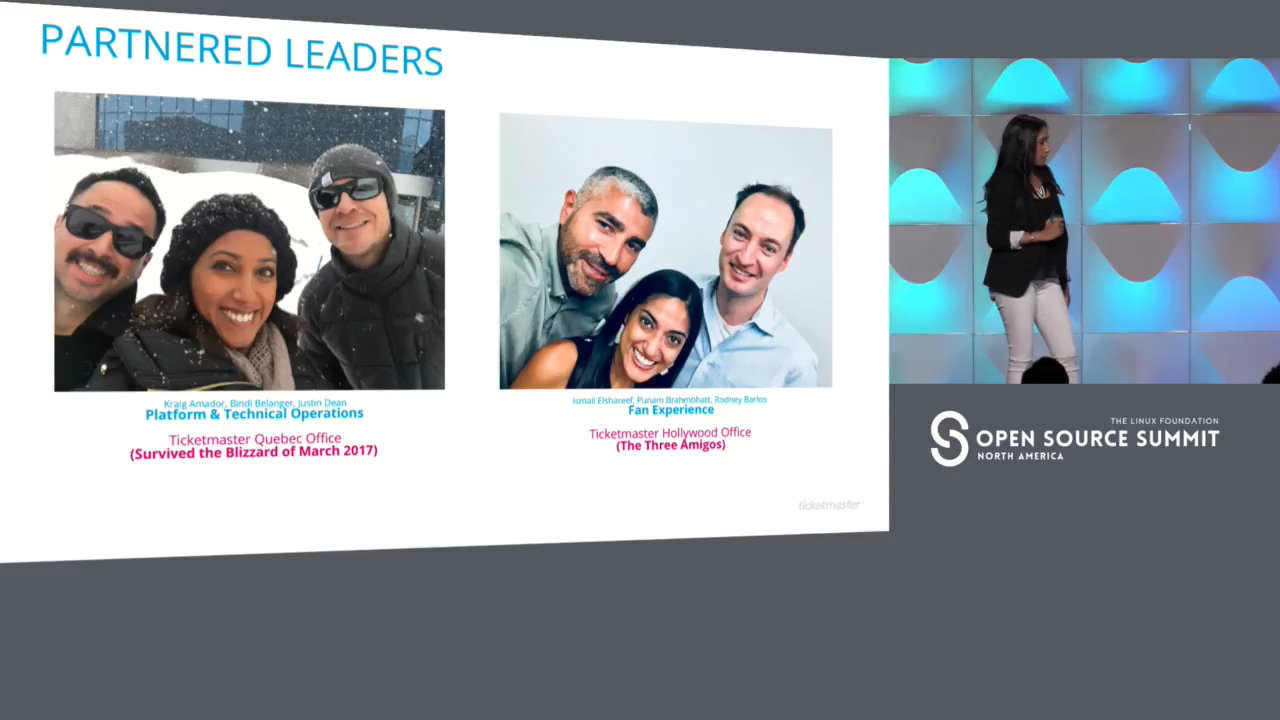 PARTNERED LEADERS
Kraig Amador, Bindi Belanger, Justin Dean
Platform & Technical Operations
Ticketmaster Quebec Office
(Survived the Blizzard of March 2017)
Ismail Elshareef, Punam Brahmbhatt, Rodney Barlos
Fan Experience
Ticketmaster Hollywood Office
(The Three Amigos)
ticketmaster
THE LINUX FOUNDATION
OPEN SOURCE SUMMIT
NORTH AMERICA